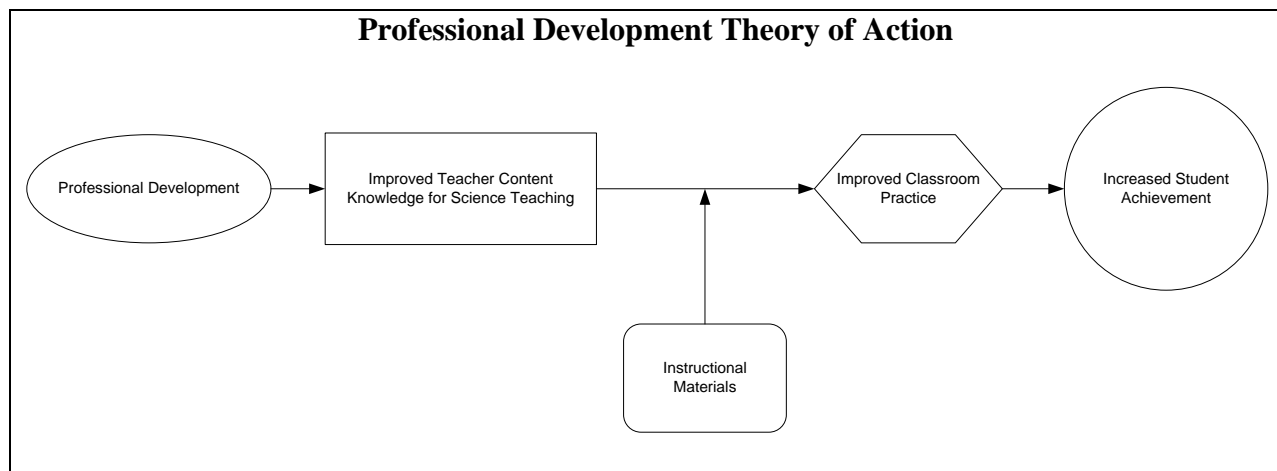 Professional Development Theory of Action
Professional Development
Improved Teacher Content
Knowledge for Science Teaching
Improved Classroom
Practice
Increased Student
Achievement
Instructional
Materials